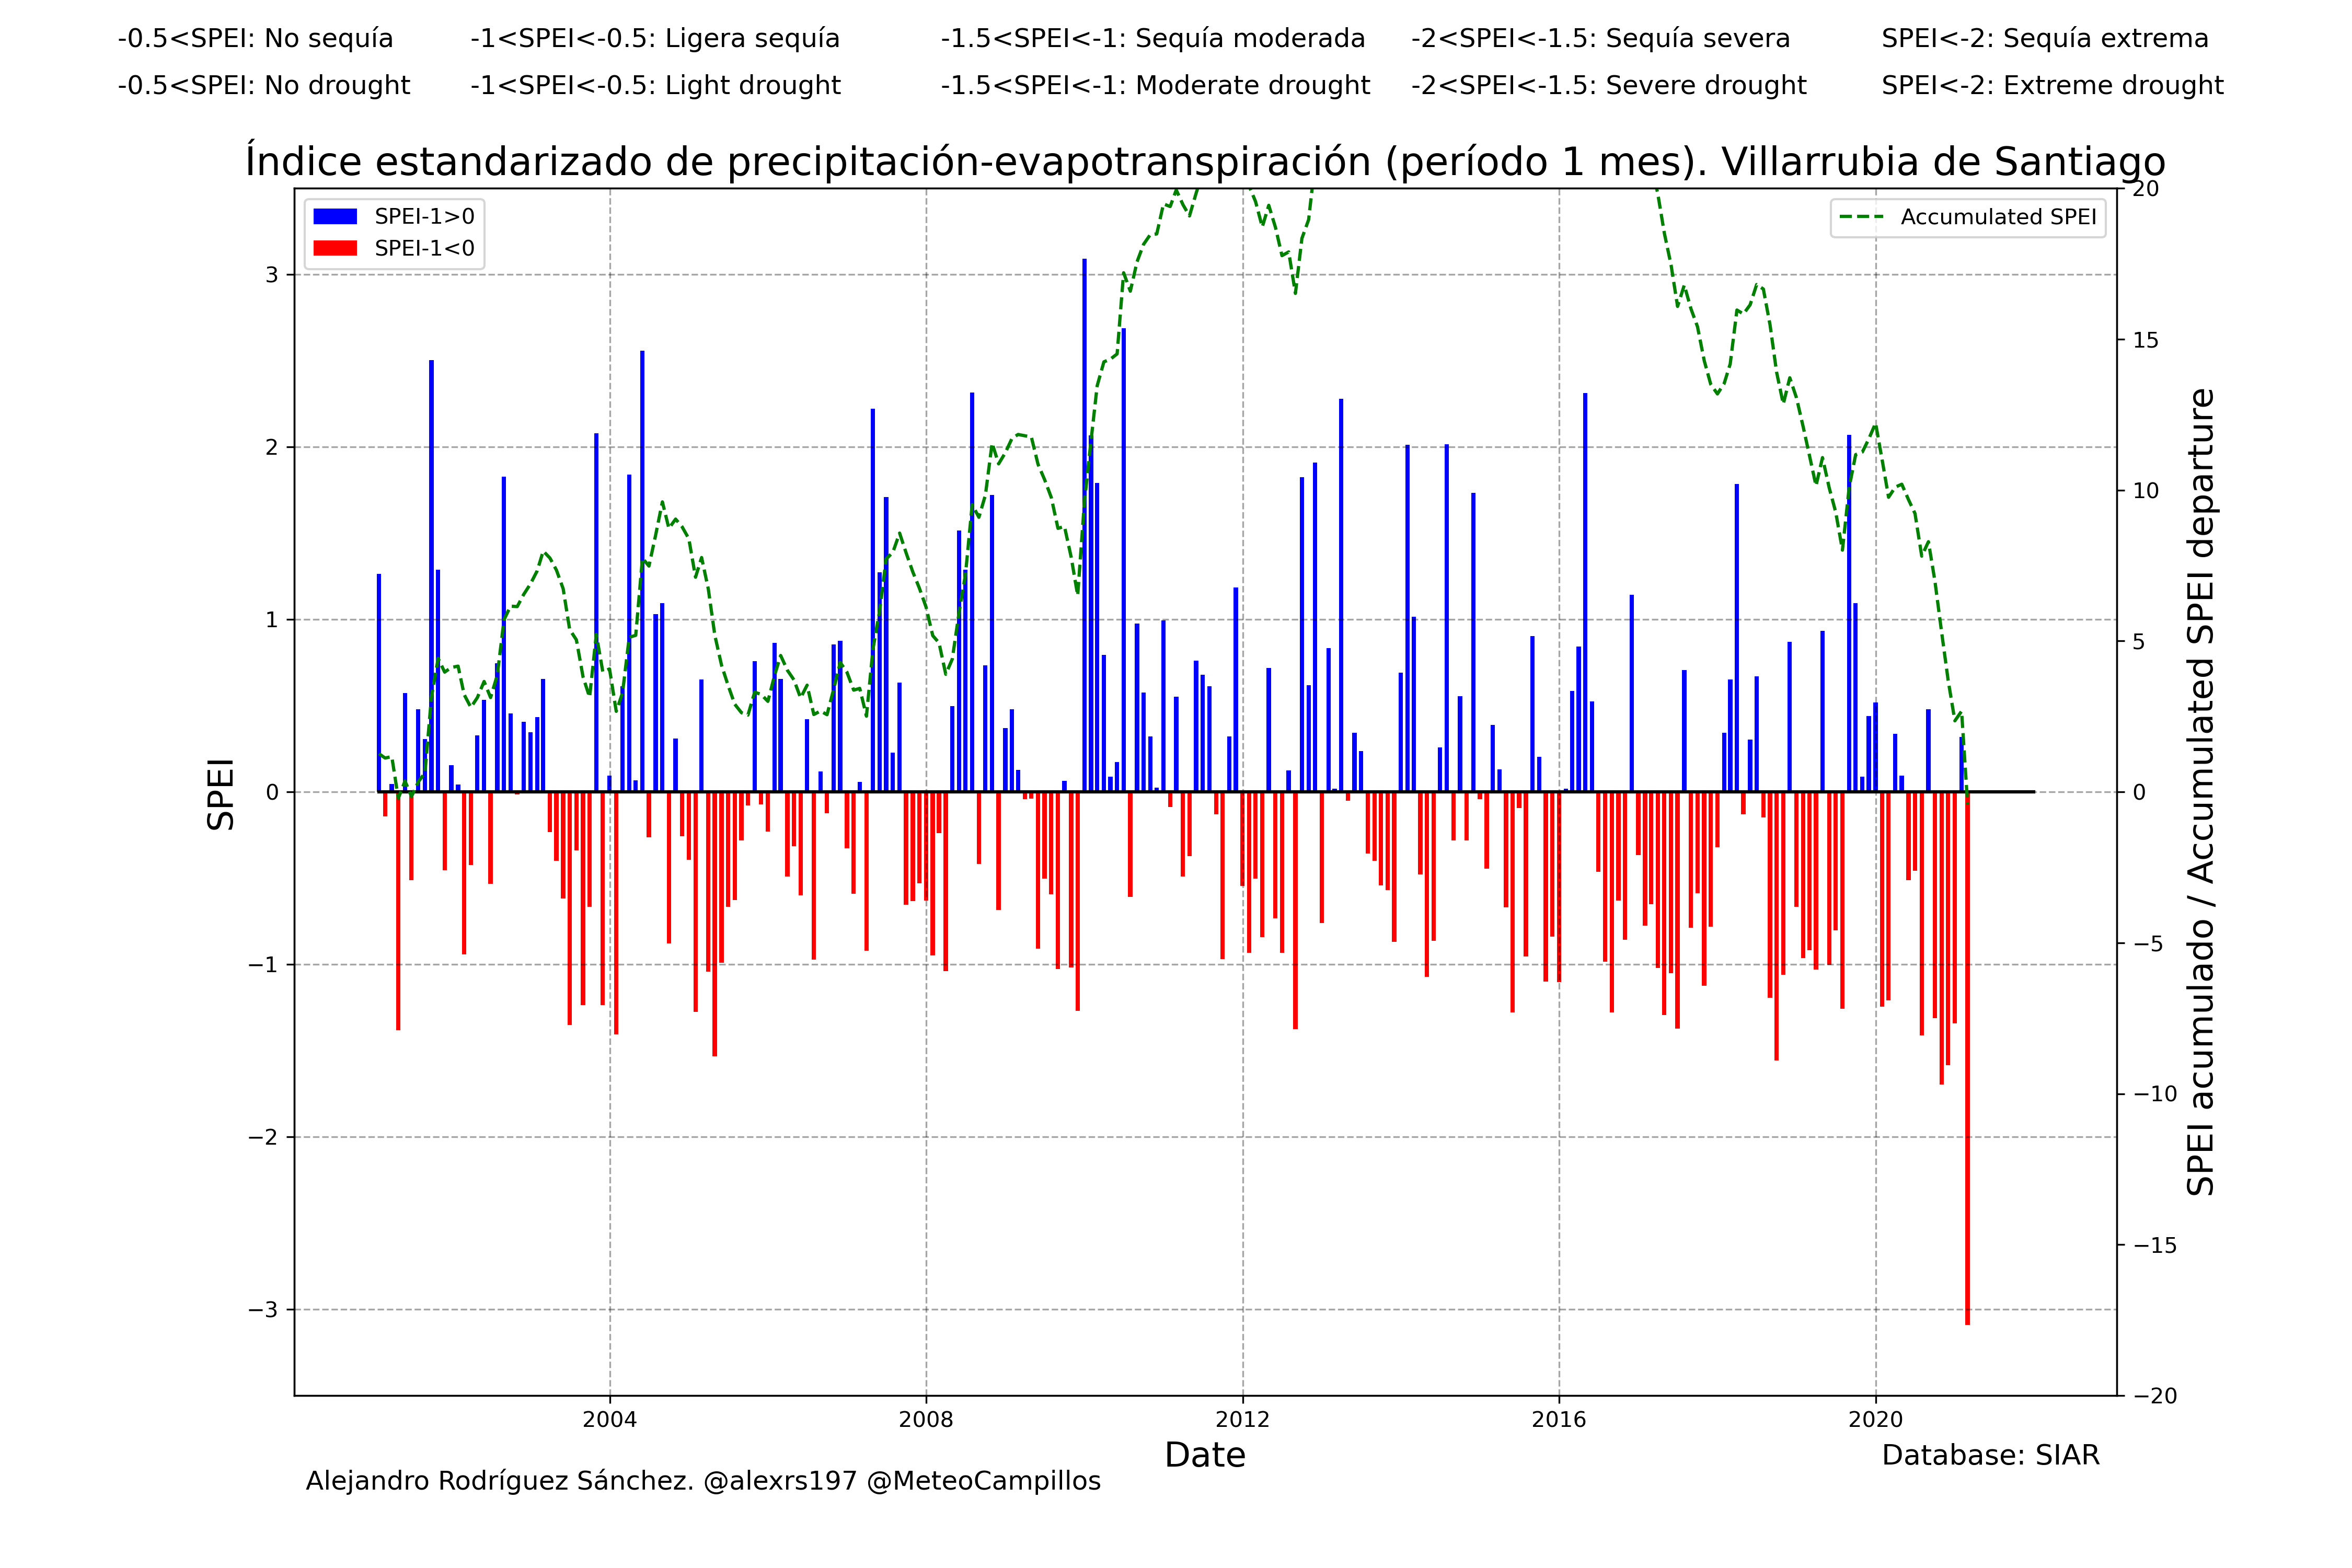 -0.5<SPEI: No sequía -1<SPEI<-0.5: Ligera sequía -1.5<SPEI<-1: Sequía moderada -2<SPEI<-1.5: Sequía severa SPEI<-2: Sequía extrema
-0.5<SPEI: No drought -1<SPEI<-0.5: Light drought -1.5<SPEI<-1: Moderate drought -2<SPEI<-1.5: Severe drought SPEI<-2: Extreme drought
Índice estandarizado de precipitación-evapotranspiración (período 1 mes). Villarrubia de Santiago
SPEI-1>0
SPEI-1<0
Accumulated SPEI
SPEI
3
2
1
0
−1
−2
−3
20
15
10
5
0
−5
−10
−15
−20
SPEI acumulado / Accumulated SPEI departure
2004 2008 2012 2016 2020
Date
Database: SIAR
Alejandro Rodríguez Sánchez. @alexrs197 @MeteoCampillos